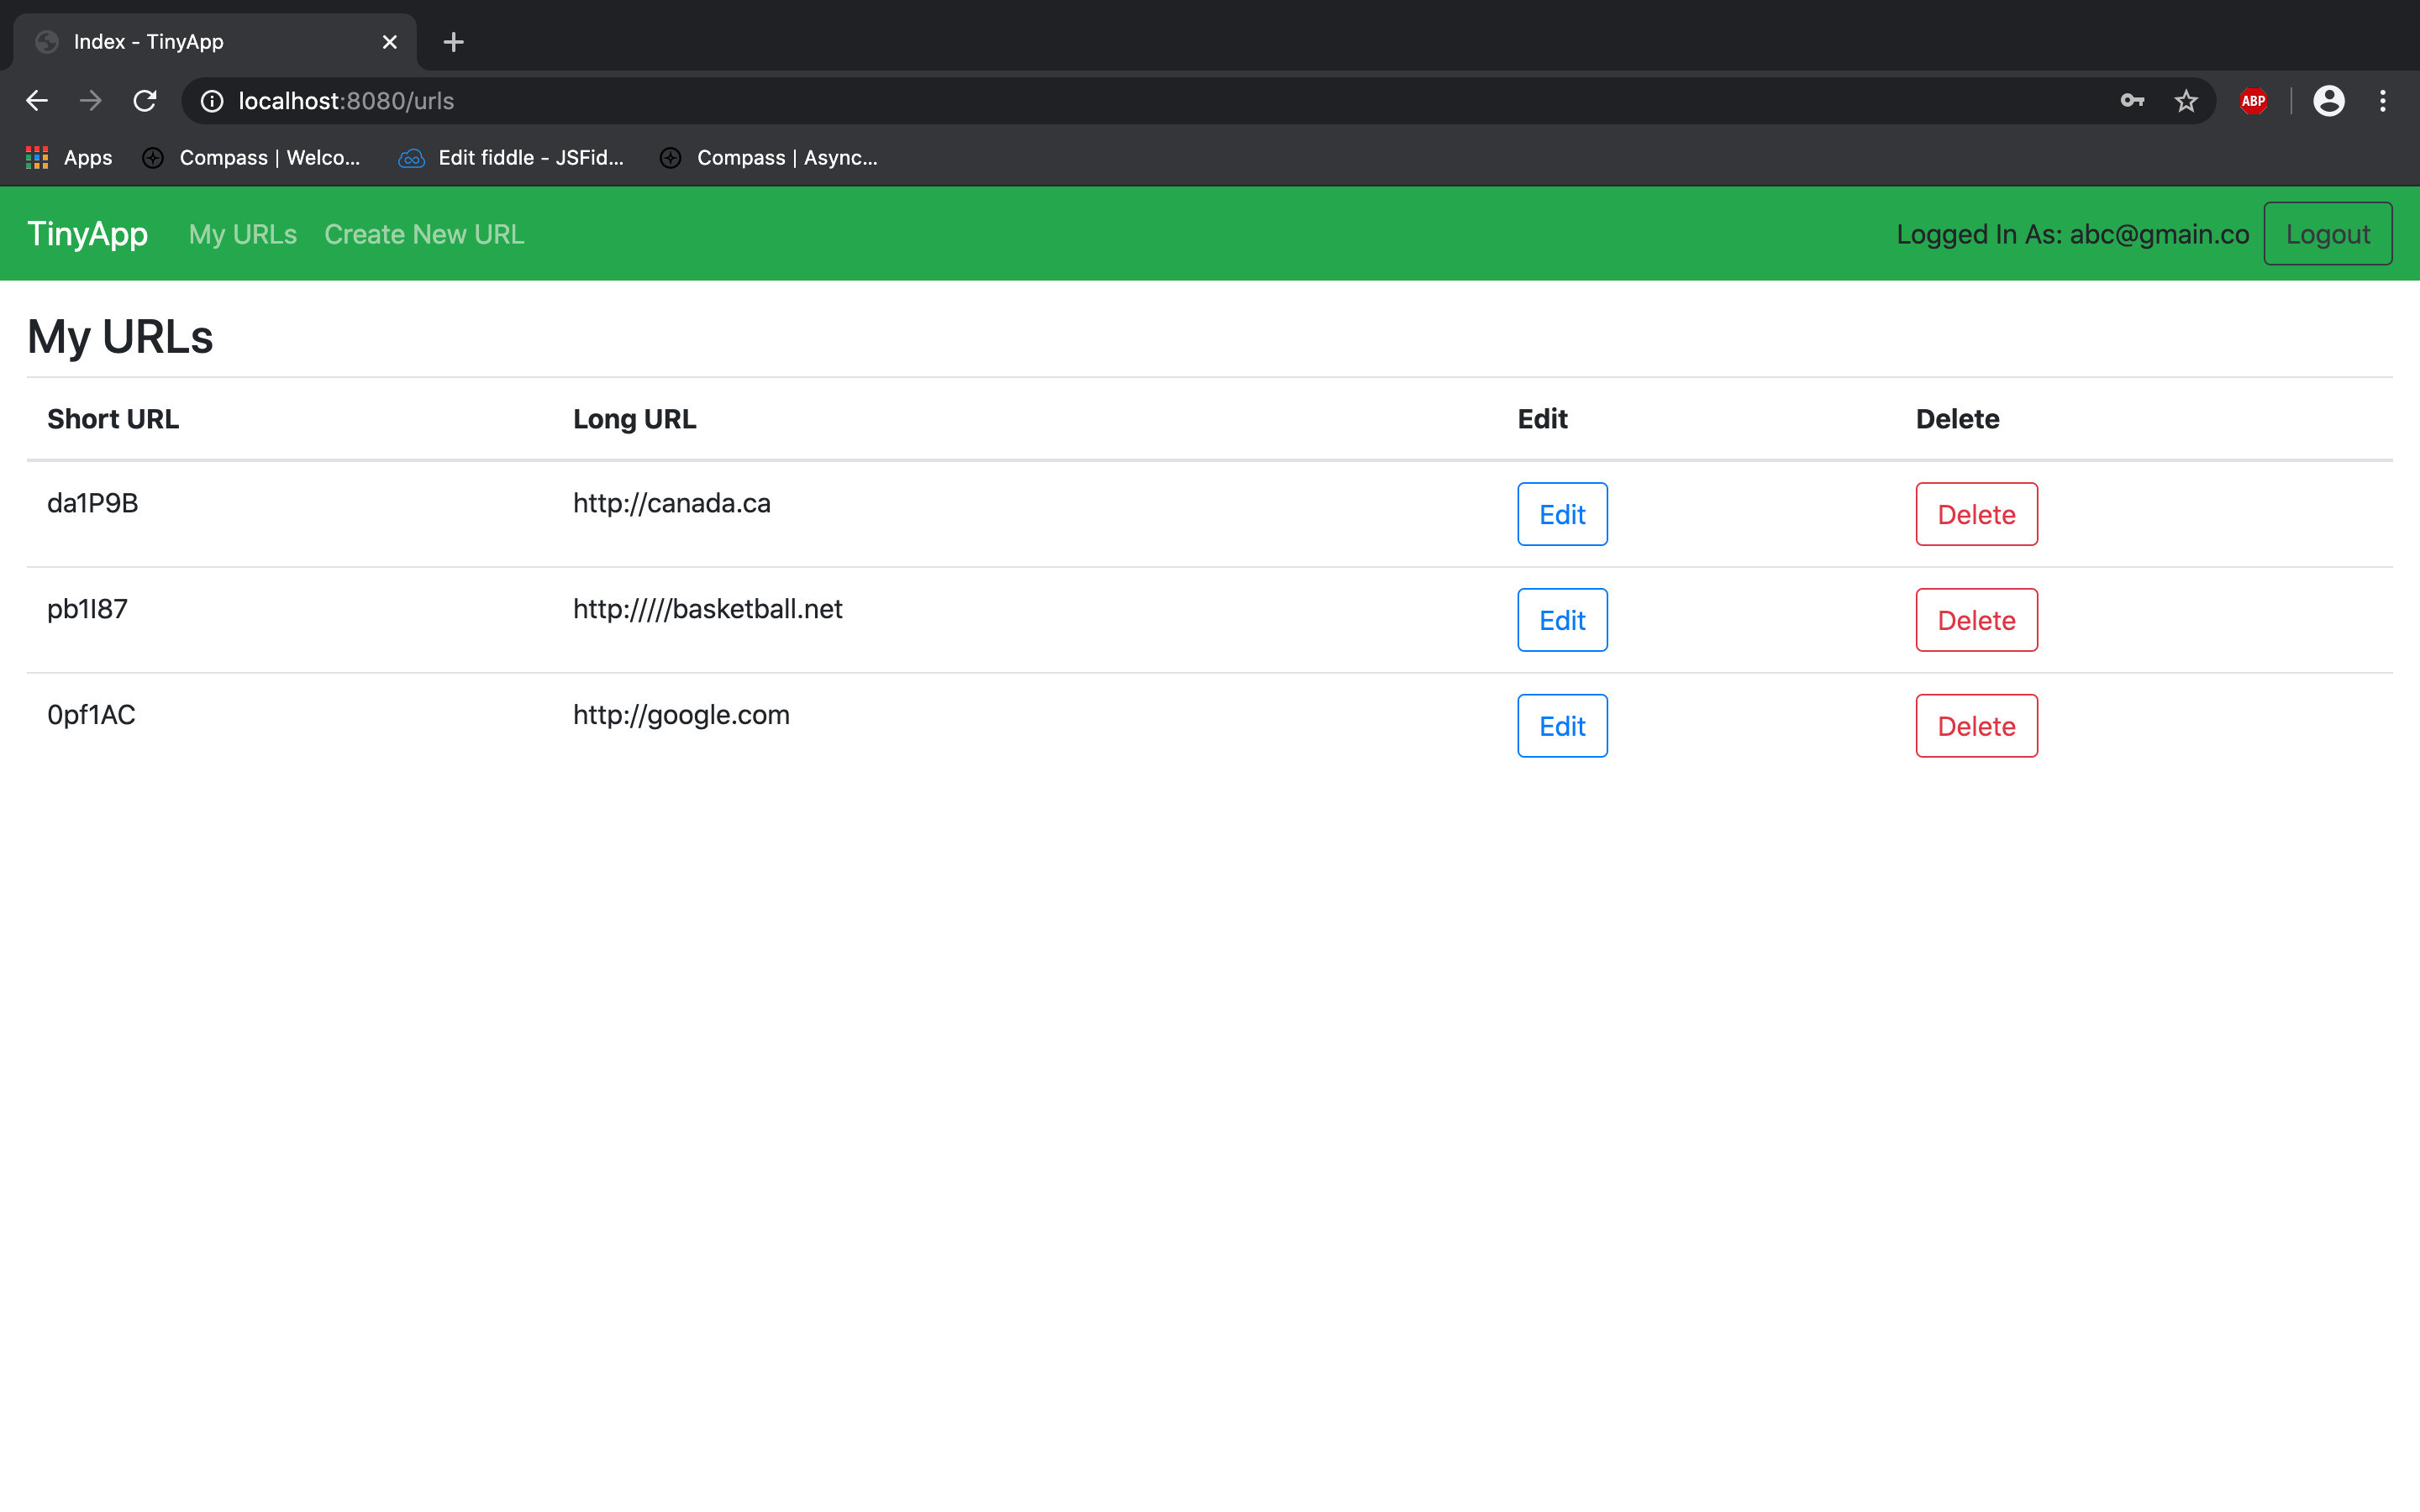 Index - TinyApp
localhost:8080/urls
ABP
Apps Compass | Welco... Edit fiddle - JSFid... Compass | Async...
TinyApp My URLs Create New URL Logged In As: abc@gmain.co Logout
My URLs
Short URL Long URL Edit Delete
da1P9B http://canada.ca Edit Delete
pb1I87 http://///basketball.net Edit Delete
0pf1AC http://google.com Edit Delete